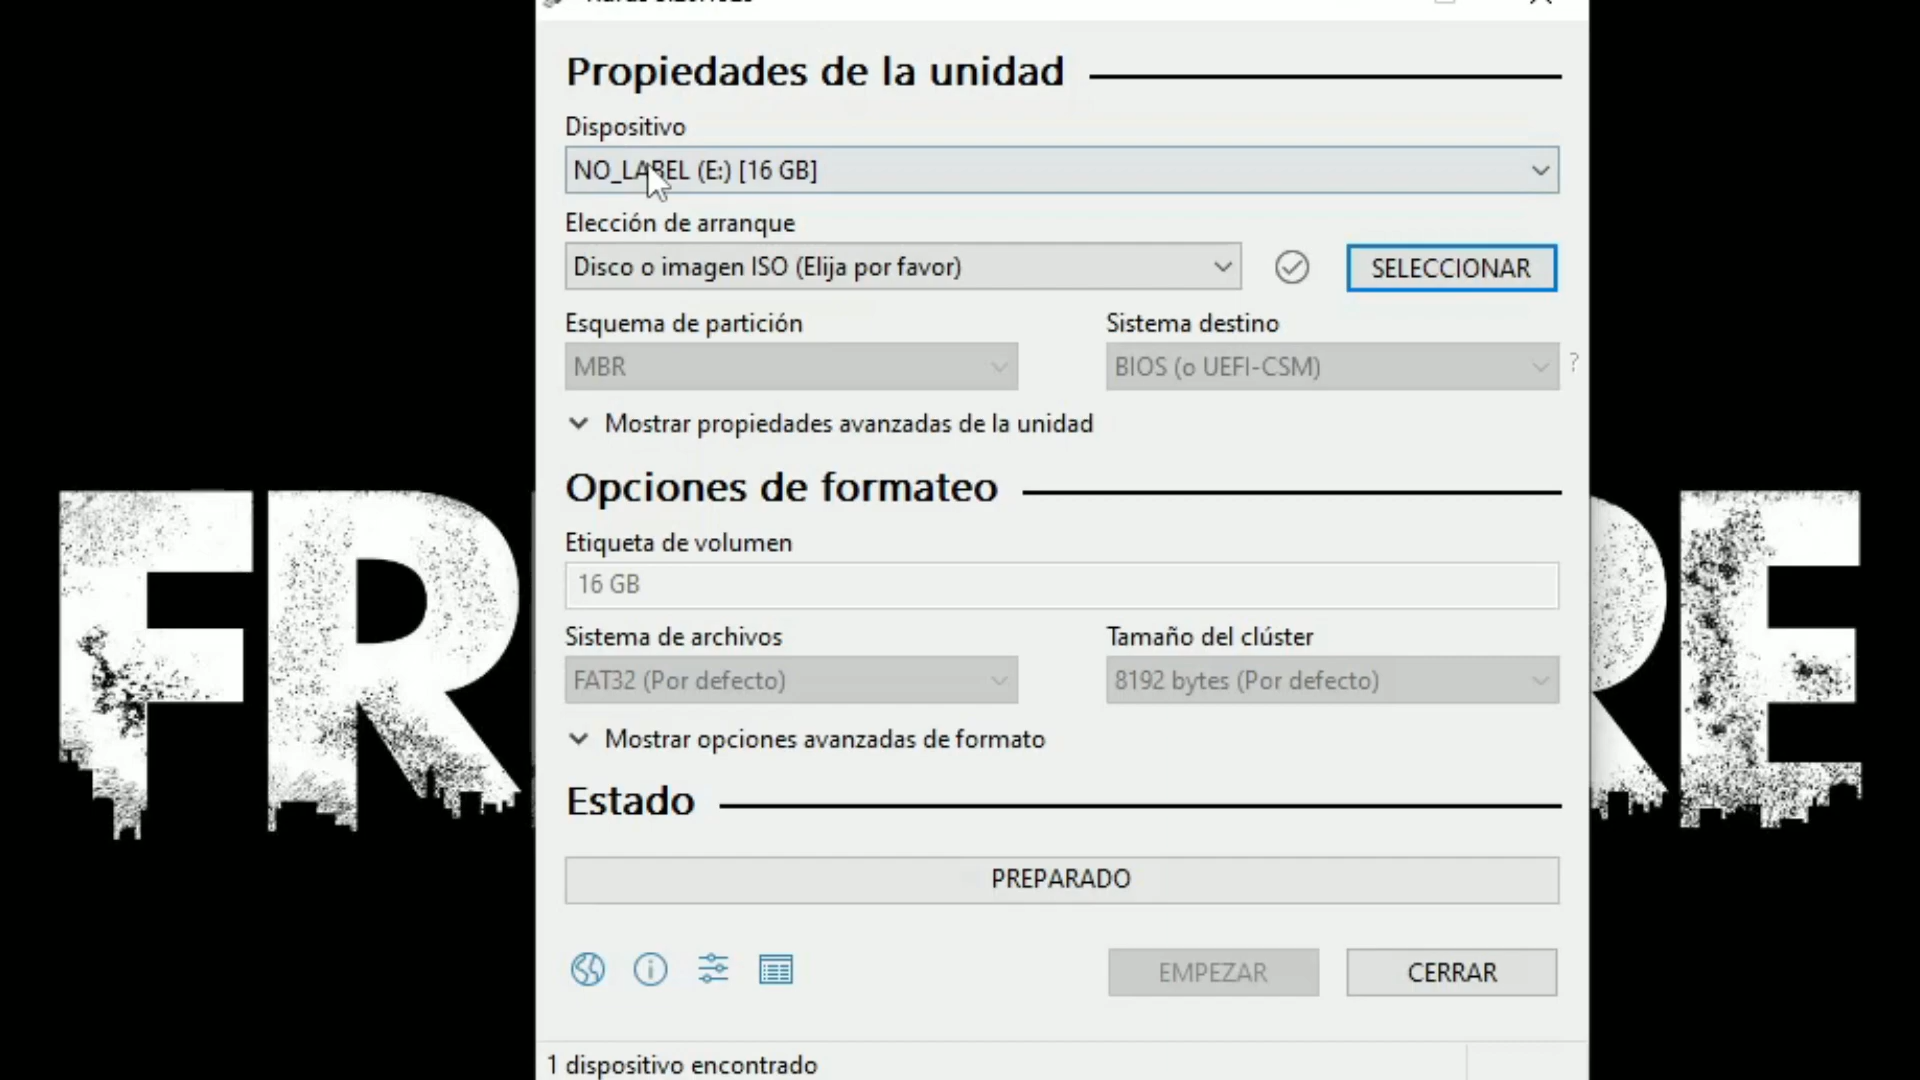 Propiedades de la unidad
Dispositivo
NO_LABEL (E:) [16 GB]
Elección de arranque
Disco o imagen ISO (Elija por favor)
SELECCIONAR
Esquema de partición
Sistema destino
MBR
BIOS (o UEFI-CSM)
?
Mostrar propiedades avanzadas de la unidad
Opciones de formateo
Etiqueta de volumen
16 GB
Sistema de archivos
Tamaño del clúster
FAT32 (Por defecto)
8192 bytes (Por defecto)
Mostrar opciones avanzadas de formato
Estado
PREPARADO
EMPEZAR
CERRAR
1 dispositivo encontrado
FR
RE